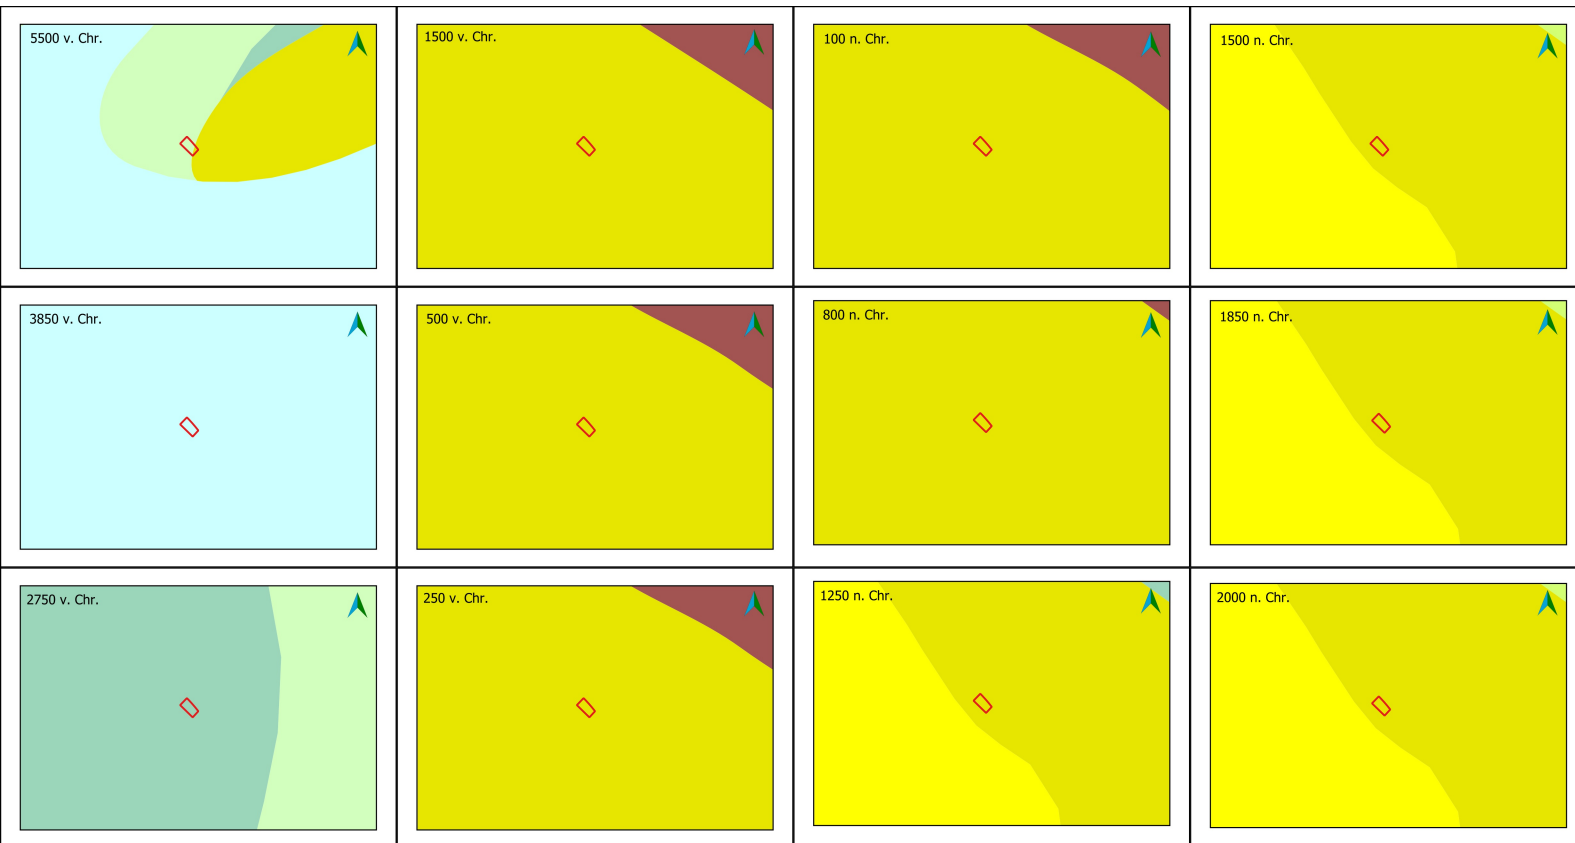 5500 v. Chr.
1500 v. Chr.
100 n. Chr.
1500 n. Chr.
3850 v. Chr.
500 v. Chr.
800 n. Chr.
1850 n. Chr.
2750 v. Chr.
250 v. Chr.
1250 n. Chr.
2000 n. Chr.